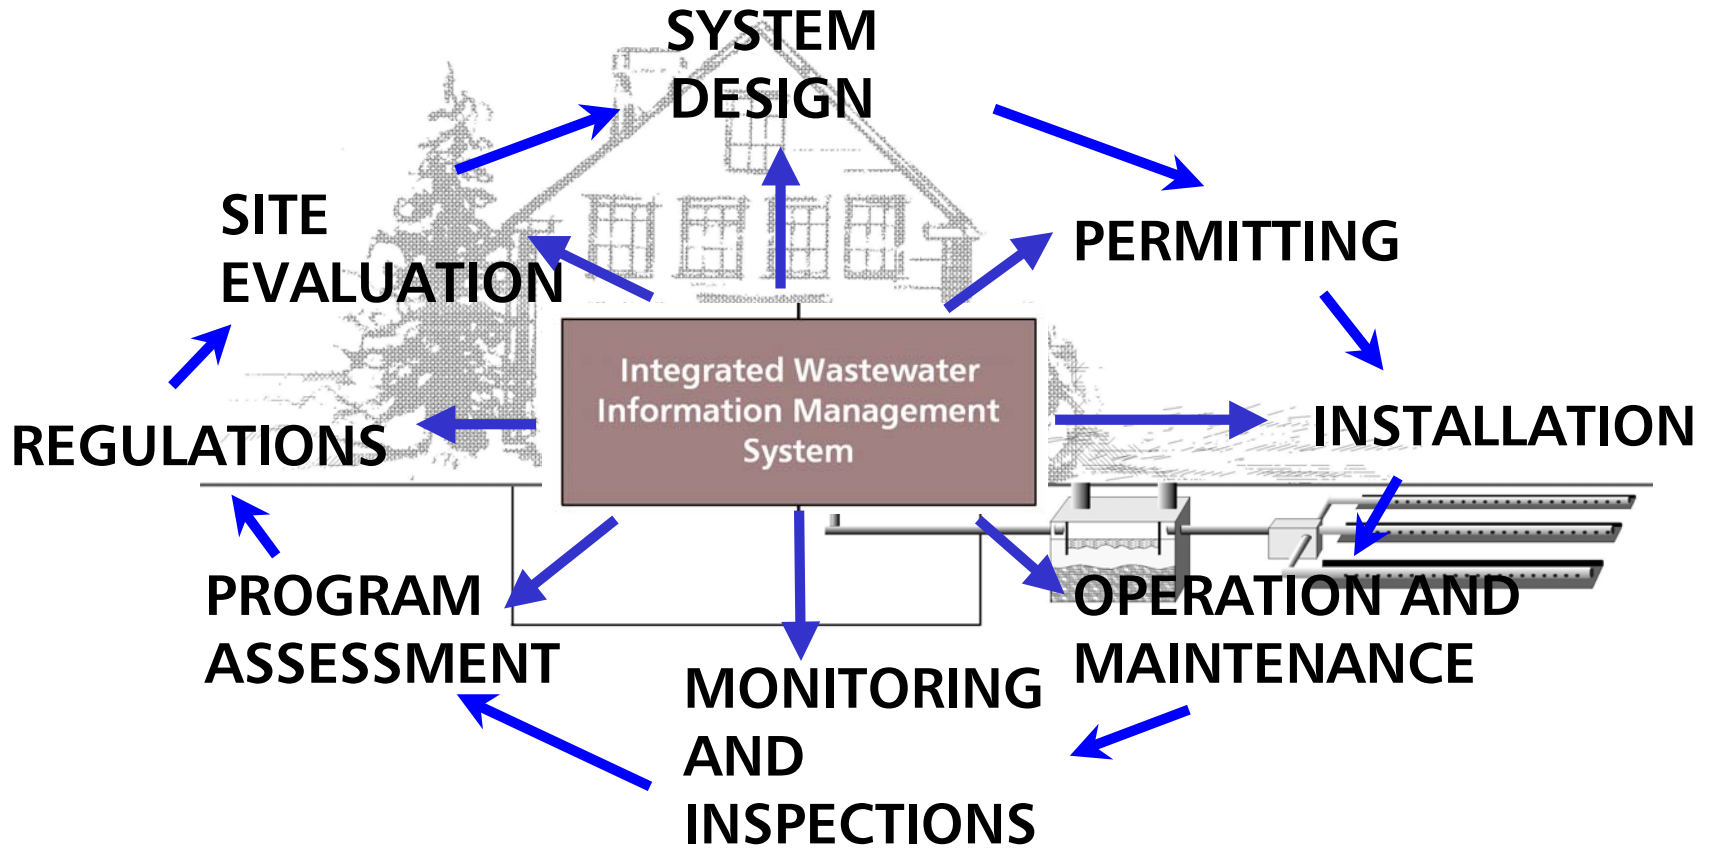 SYSTEM
DESIGN
SITE
EVALUATION
PERMITTING
Integrated Wastewater
Information Management
System
REGULATIONS
INSTALLATION
PROGRAM
ASSESSMENT
OPERATION AND
MAINTENANCE
MONITORING
AND
INSPECTIONS